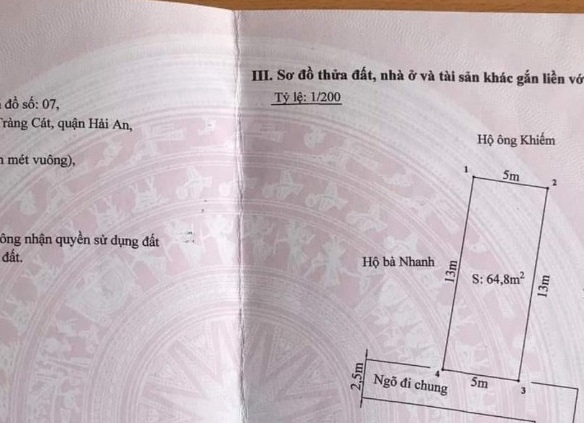 đồ số: 07,
Tràng Cát, quận Hải An,
mét vuông),
ông nhận quyền sử dụng đất
đất.
III. Sơ đồ thửa đất, nhà ở và tài sản khác gắn liền vớ
Tỷ lệ: 1/200
Hộ ông Khiếm
1
5m
2
Hộ bà Nhanh
13m
S: 64,8m²
13m
4
5m
3
2,5m
Ngõ đi chung